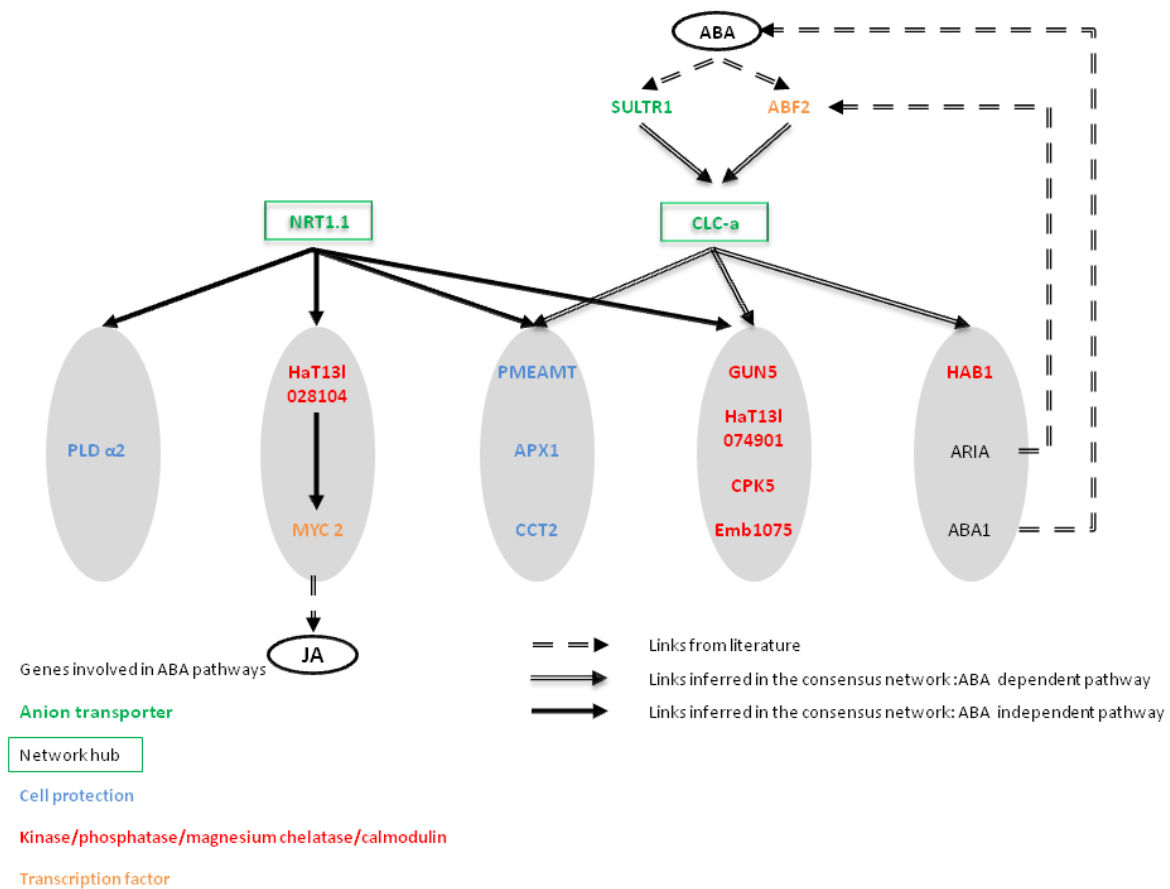 ABA
SULTR1
ABF2
NRT1.1
CLC-a
HaT13l
028104
MYC 2
PLD α2
PMEAMT
APX1
CCT2
GUN5
HaT13l
074901
CPK5
Emb1075
HAB1
ARIA
ABA1
JA
Genes involved in ABA pathways
Anion transporter
Network hub
Cell protection
Kinase/phosphatase/magnesium chelatase/calmodulin
Transcription factor
Links from literature
Links inferred in the consensus network :ABA dependent pathway
Links inferred in the consensus network: ABA independent pathway